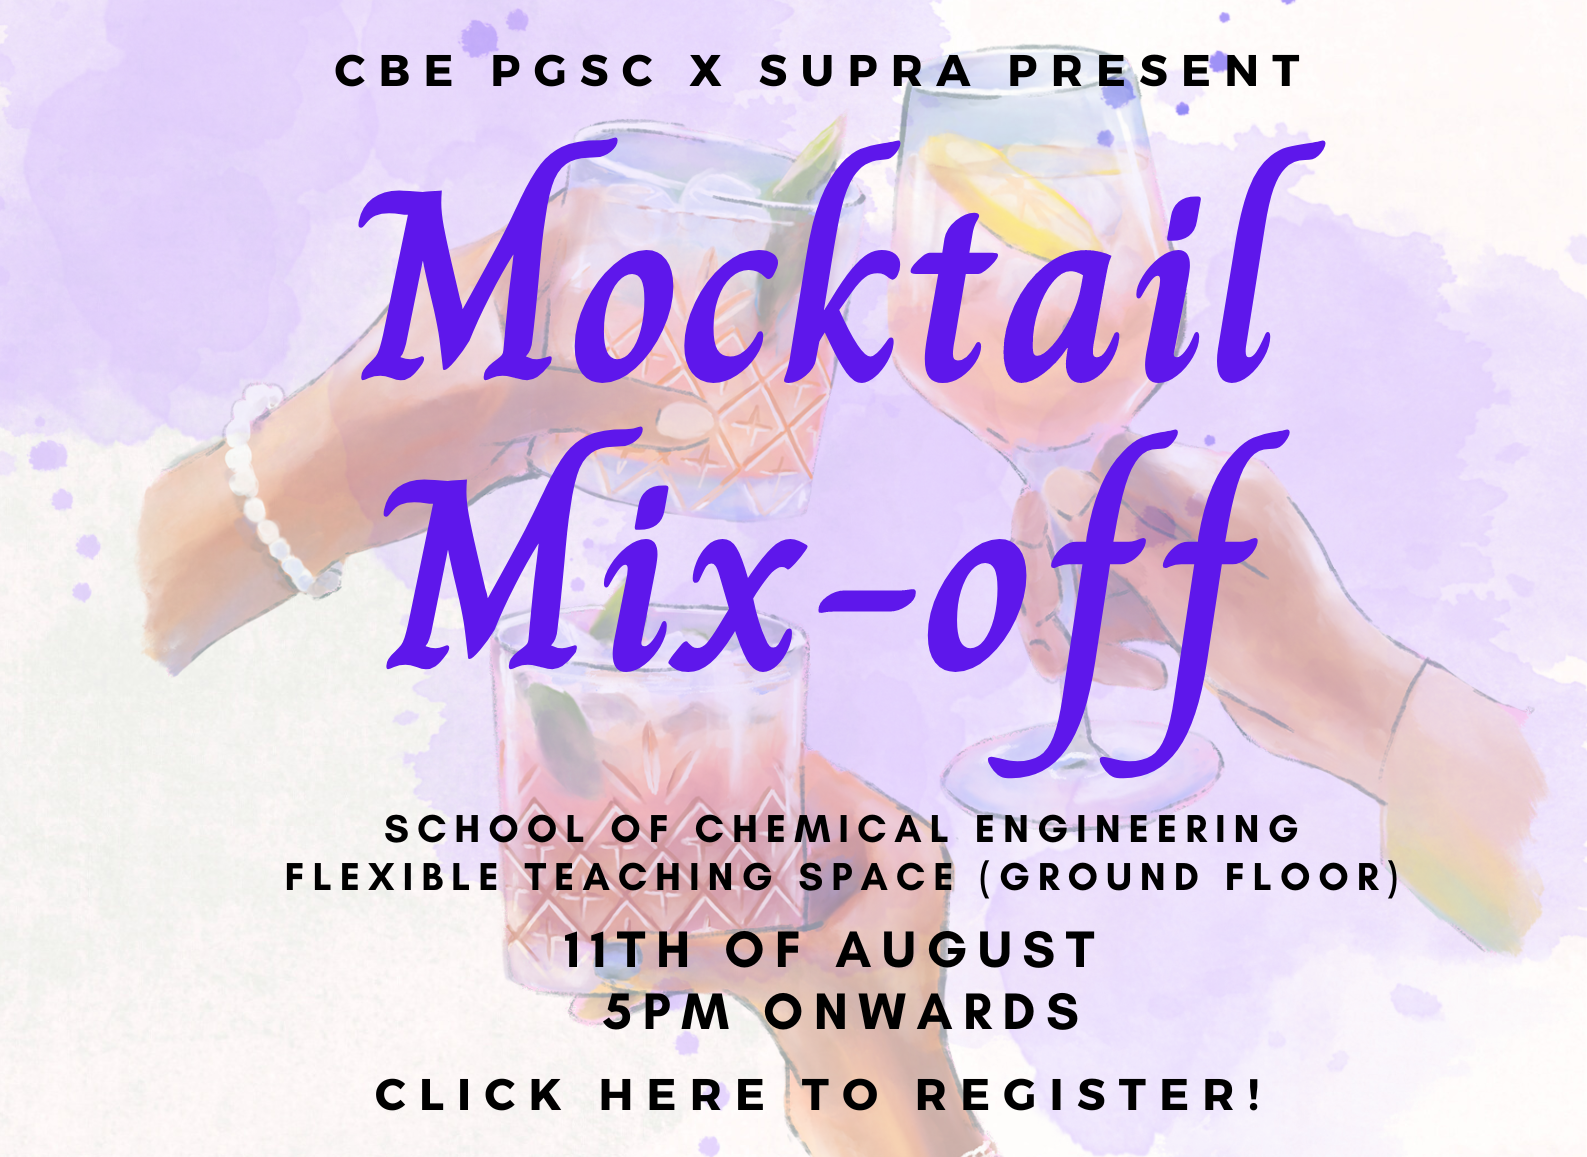 CBE PGSC X SUPRA PRESENT
Mocktail
Mix-off
SCHOOL OF CHEMICAL ENGINEERING
FLEXIBLE TEACHING SPACE (GROUND FLOOR)
11TH OF AUGUST
5PM ONWARDS
CLICK HERE TO REGISTER!